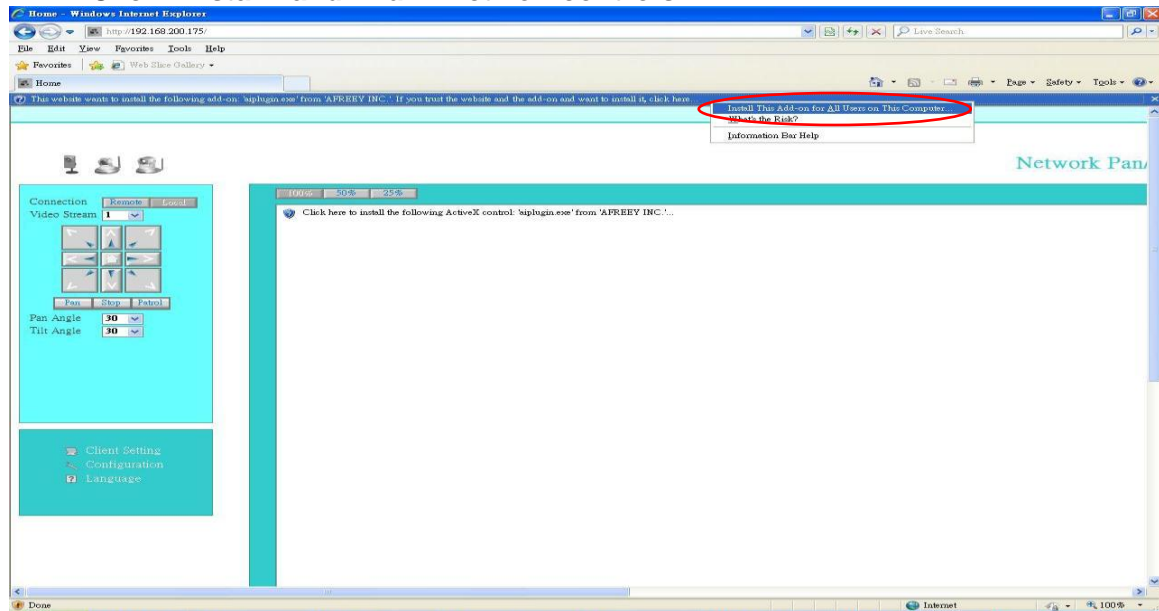 Home - Windows Internet Explorer
http://192.168.200.175/
Live Search
File Edit View Favorites Tools Help
Favorites Web Slice Gallery
Home
Page Safety Tools
This website wants to install the following add-on: 'aiplugin.exe' from 'AFREEY INC.'. If you trust the website and the add-on and want to install it, click here...
Install This Add-on for All Users on This Computer...
What's the Risk?
Information Bar Help
Network Pan/
Connection Remote Local
Video Stream 1
Pan Stop Patrol
Pan Angle 30
Tilt Angle 30
100% 50% 25%
Click here to install the following ActiveX control: 'aiplugin.exe' from 'AFREEY INC.'...
Client Setting
Configuration
Language
Done
Internet
100%